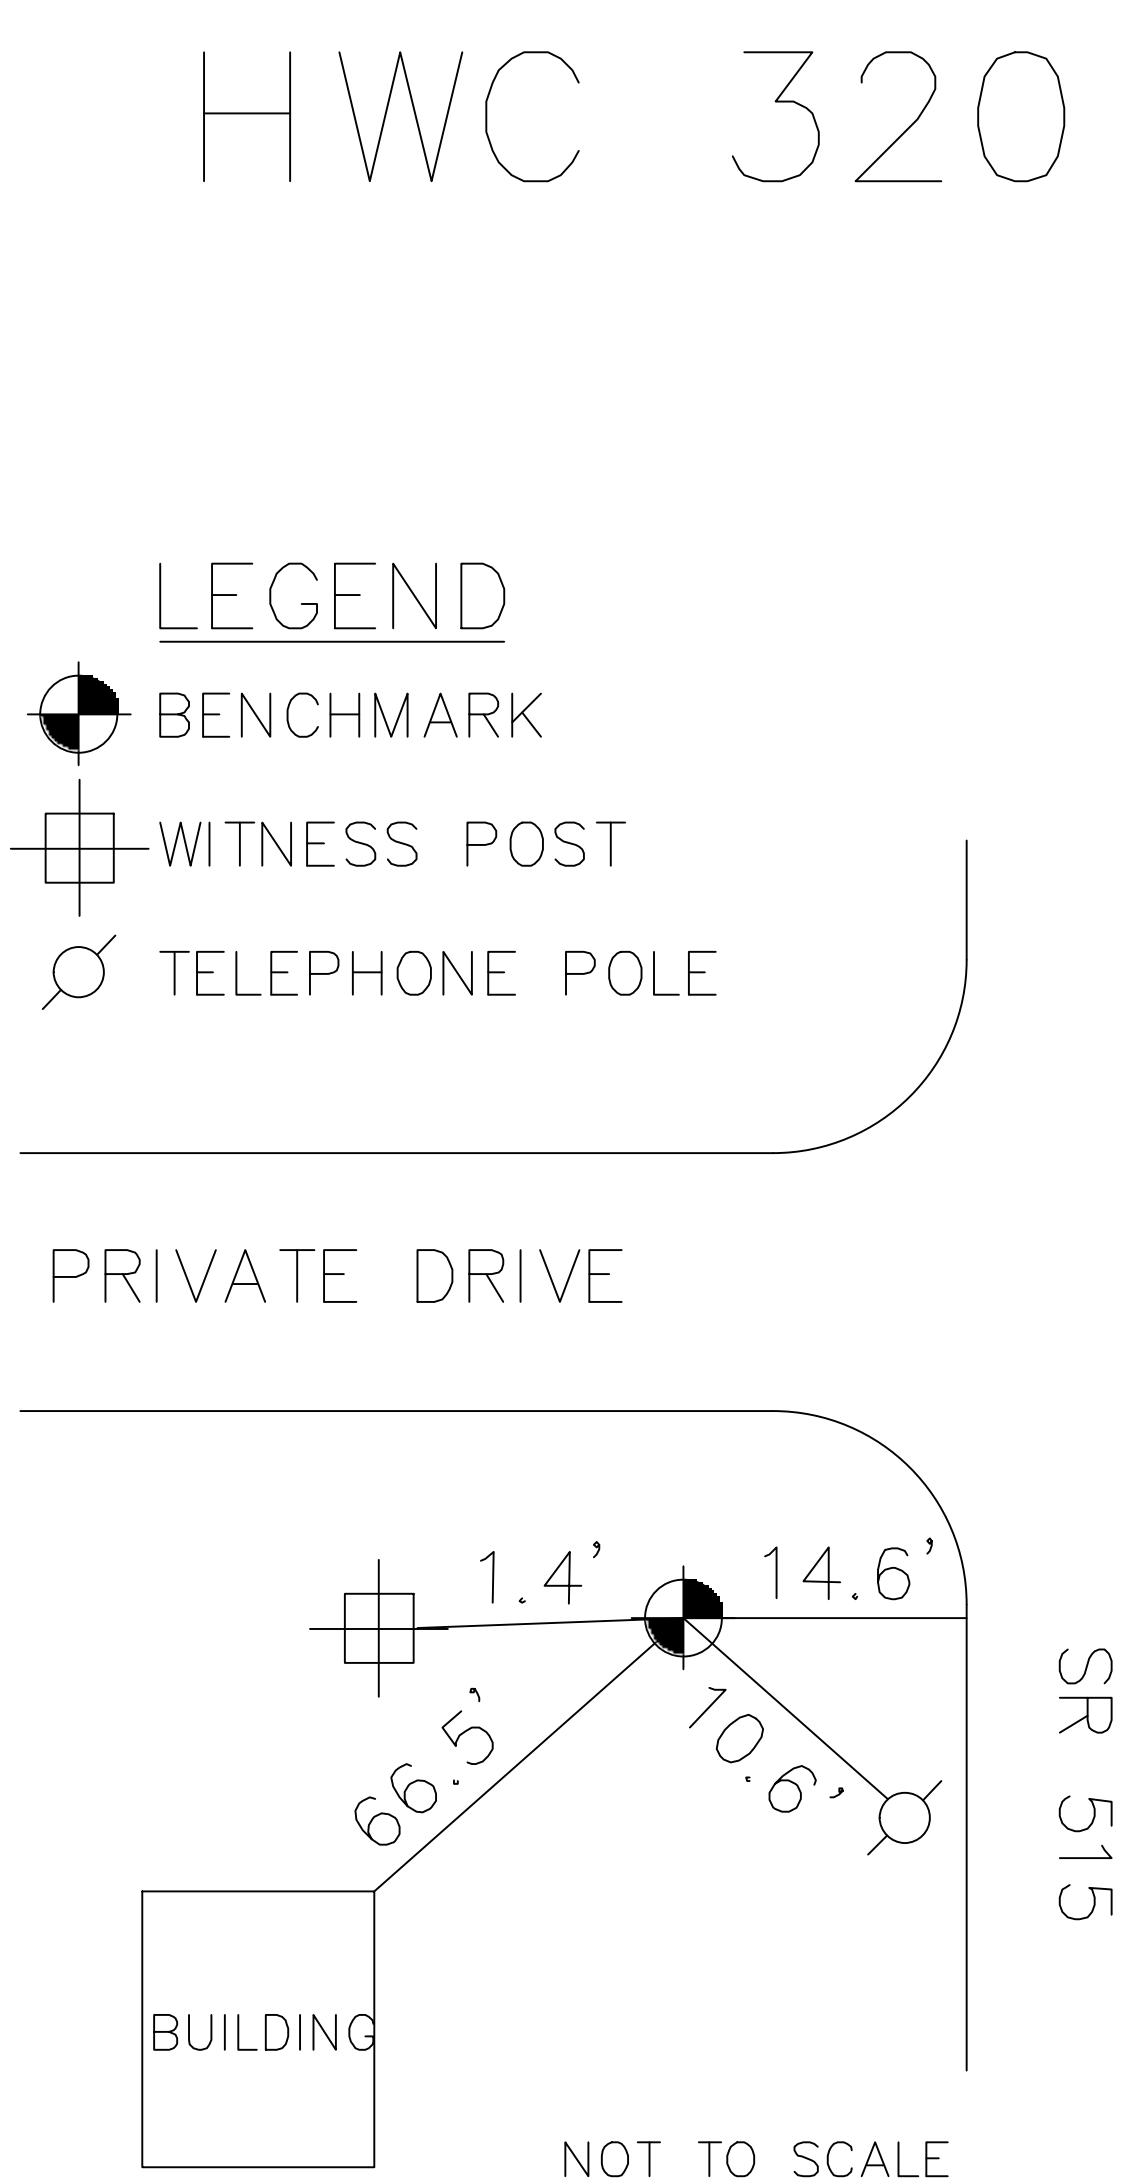 HWC 320
LEGEND
BENCHMARK
WITNESS POST
TELEPHONE POLE
PRIVATE DRIVE
1.4'
14.6'
66.5'
10.6'
SR 515
BUILDING
NOT TO SCALE